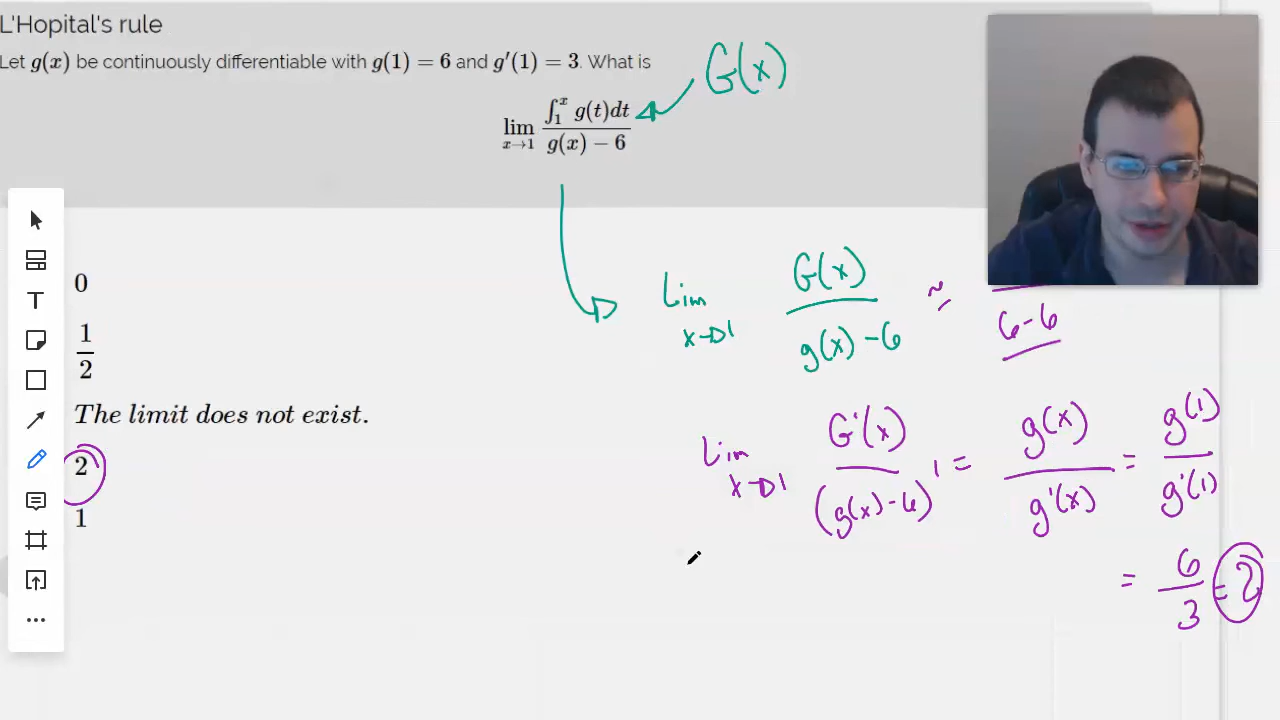 L'Hopital's rule
Let g(x) be continuously differentiable with g(1) = 6 and g'(1) = 3. What is
lim x→1 ∫₁ˣ g(t)dt / g(x) − 6
G(x)
0
1/2
The limit does not exist.
2
1
T
Lim x→1 G(x) / g(x) − 6 ≈ 6 − 6
Lim x→1 G'(x) / (g(x) − 6)' = g(x) / g'(x) = g(1) / g'(1)
= 6/3 = 2